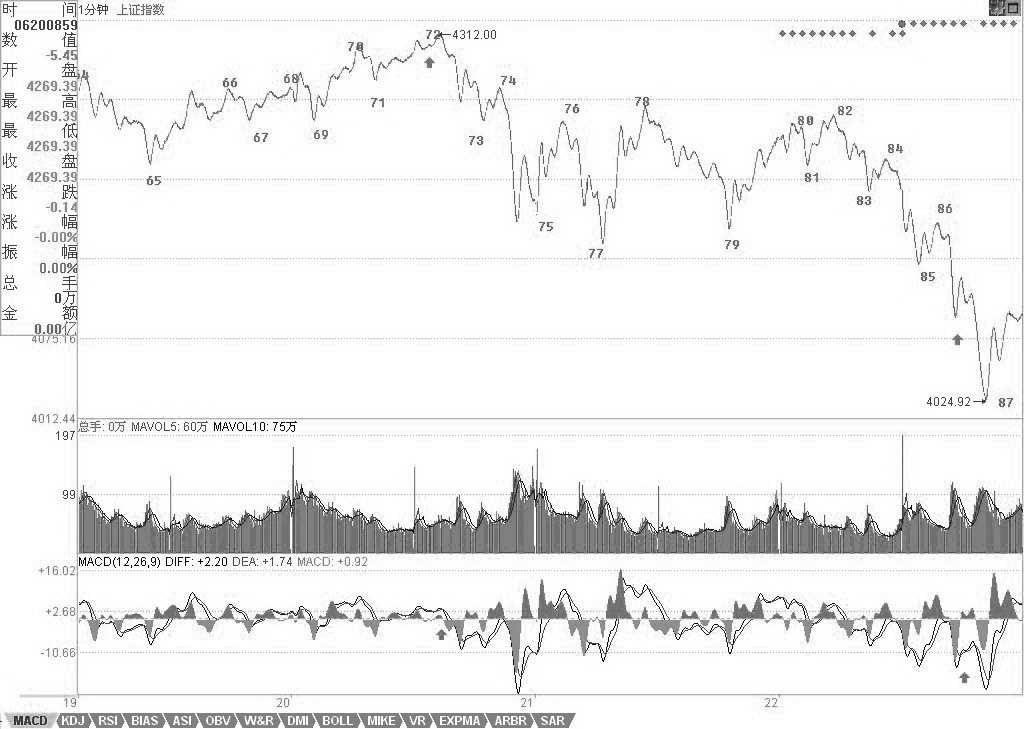 时 间
06200859
数 值
-5.45
开 盘
4269.39
最 高
4269.39
最 低
4269.39
收 盘
4269.39
涨 跌
-0.14
涨 幅
-0.00%
振 幅
0.00%
总 手
0万
金 额
0.00亿
1分钟 上证指数
4312.00
65
66
67
68
69
70
71
72
73
74
75
76
77
78
79
80
81
82
83
84
85
86
87
4024.92
4075.16
4012.44
总手: 0万 MAVOL5: 60万 MAVOL10: 75万
197
99
MACD(12,26,9) DIFF: +2.20 DEA: +1.74 MACD: +0.92
+16.02
+2.68
-10.66
19 20 21 22
MACD KDJ RSI BIAS ASI OBV W&R DMI BOLL MIKE VR EXPMA ARBR SAR